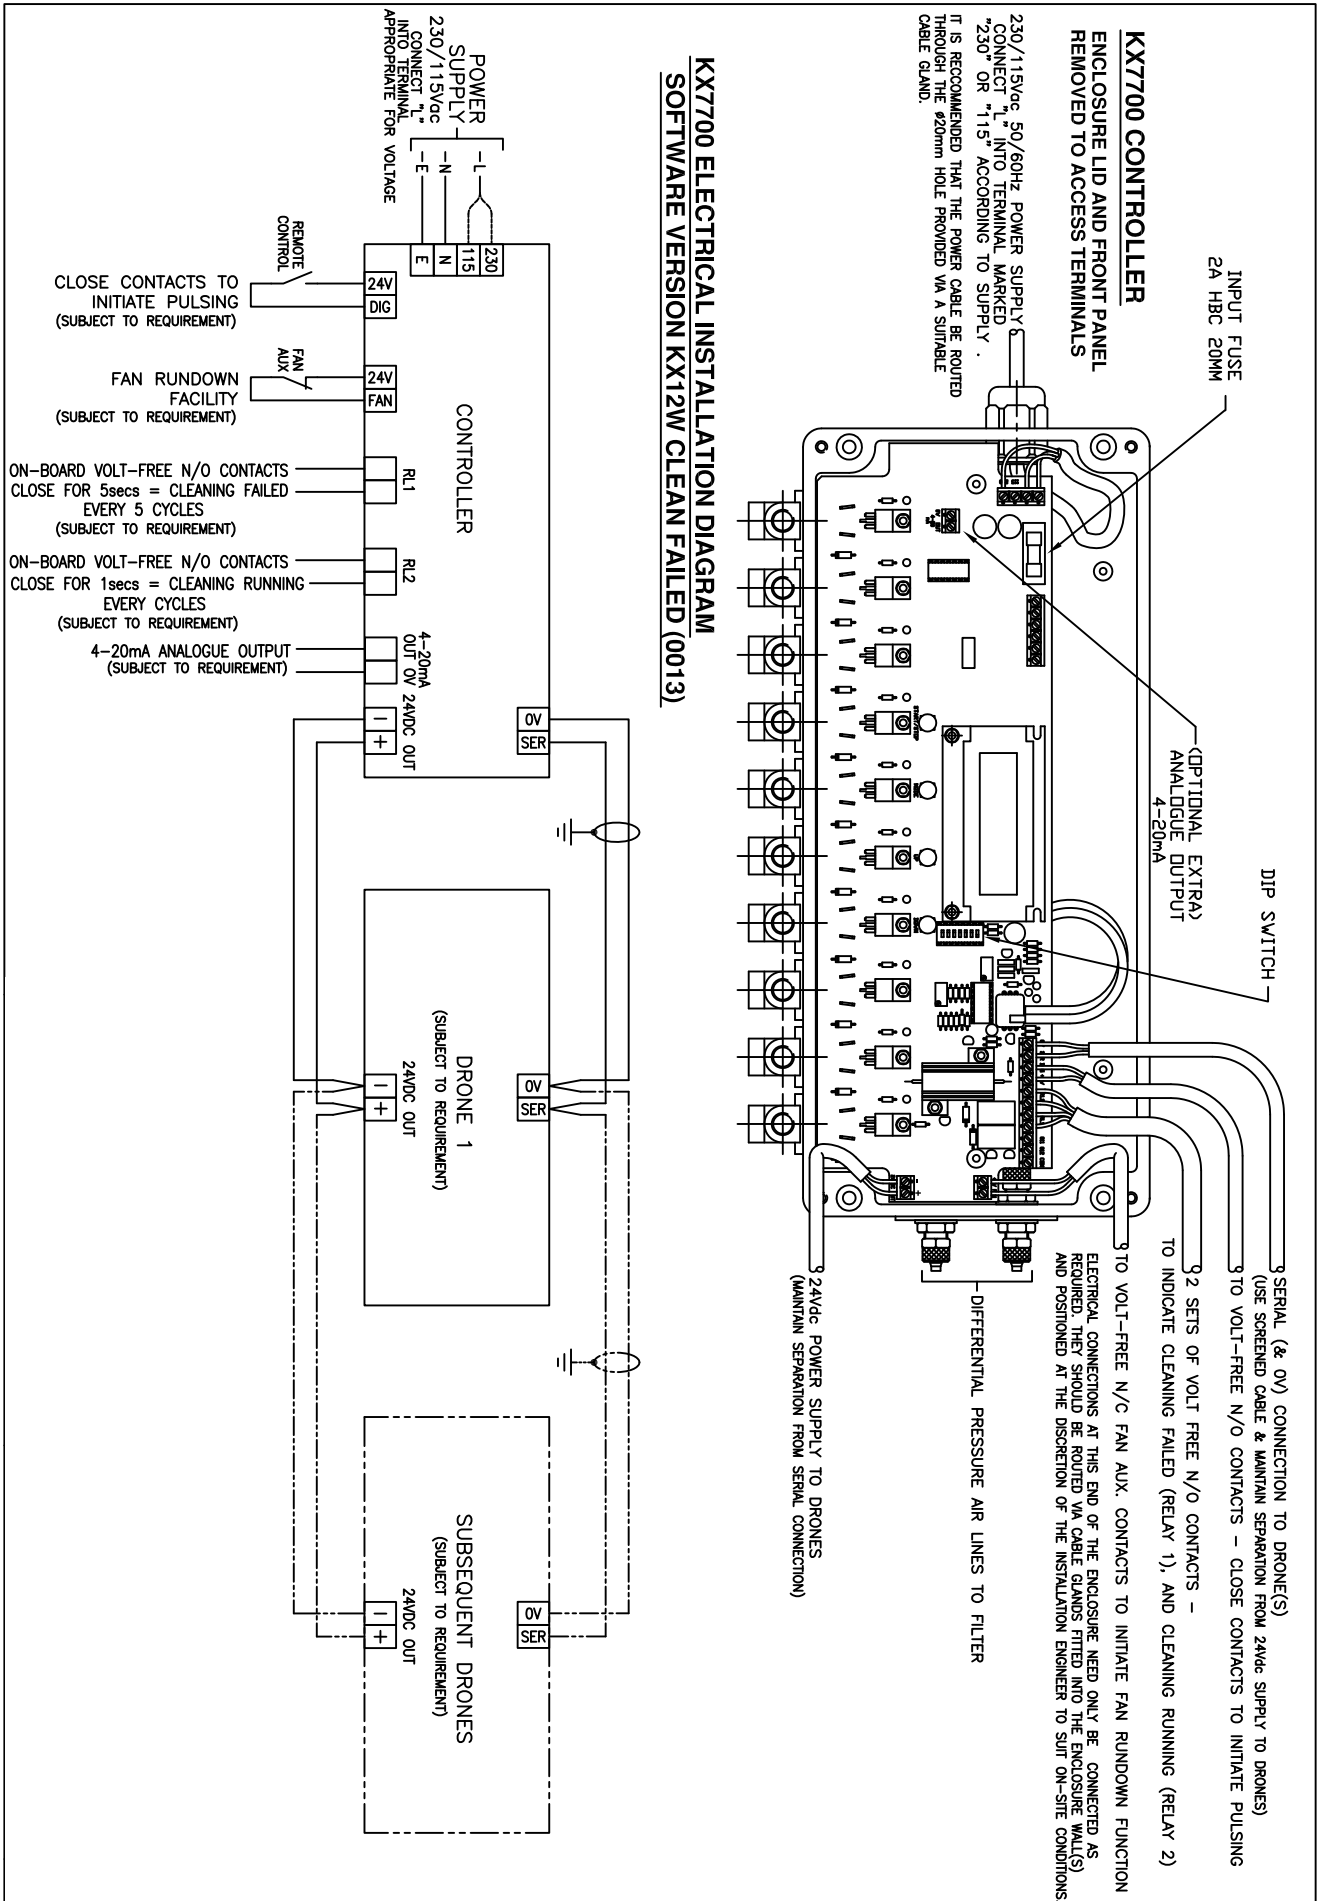 KX7700 CONTROLLER
ENCLOSURE LID AND FRONT PANEL
REMOVED TO ACCESS TERMINALS
INPUT FUSE
2A HBC 20MM
230/115Vac 50/60Hz POWER SUPPLY
CONNECT "L" INTO TERMINAL MARKED
"230" OR "115" ACCORDING TO SUPPLY .
IT IS RECCOMMENDED THAT THE POWER CABLE BE ROUTED
THROUGH THE ø20mm HOLE PROVIDED VIA A SUITABLE
CABLE GLAND.
(OPTIONAL EXTRA)
ANALOGUE OUTPUT
4-20mA
DIP SWITCH
START/STOP
MODE
UP
DOWN
SERIAL (& 0V) CONNECTION TO DRONE(S)
(USE SCREENED CABLE & MAINTAIN SEPARATION FROM 24Vdc SUPPLY TO DRONES)
TO VOLT-FREE N/O CONTACTS - CLOSE CONTACTS TO INITIATE PULSING
2 SETS OF VOLT FREE N/O CONTACTS -
TO INDICATE CLEANING FAILED (RELAY 1), AND CLEANING RUNNING (RELAY 2)
TO VOLT-FREE N/C FAN AUX. CONTACTS TO INITIATE FAN RUNDOWN FUNCTION
ELECTRICAL CONNECTIONS AT THIS END OF THE ENCLOSURE NEED ONLY BE CONNECTED AS
REQUIRED. THEY SHOULD BE ROUTED VIA CABLE GLANDS FITTED INTO THE ENCLOSURE WALL(S)
AND POSITIONED AT THE DISCRETION OF THE INSTALLATION ENGINEER TO SUIT ON-SITE CONDITIONS.
DIFFERENTIAL PRESSURE AIR LINES TO FILTER
24Vdc POWER SUPPLY TO DRONES
(MAINTAIN SEPARATION FROM SERIAL CONNECTION)
KX7700 ELECTRICAL INSTALLATION DIAGRAM
SOFTWARE VERSION KX12W CLEAN FAILED (0013)
POWER
SUPPLY
230/115Vac
CONNECT "L"
INTO TERMINAL
APPROPRIATE FOR VOLTAGE
L
N
E
230
115
N
E
CONTROLLER
0V
SER
REMOTE
CONTROL
24V
DIG
CLOSE CONTACTS TO
INITIATE PULSING
(SUBJECT TO REQUIREMENT)
FAN
AUX
24V
FAN
FAN RUNDOWN
FACILITY
(SUBJECT TO REQUIREMENT)
RL1
ON-BOARD VOLT-FREE N/O CONTACTS
CLOSE FOR 5secs = CLEANING FAILED
EVERY 5 CYCLES
(SUBJECT TO REQUIREMENT)
RL2
ON-BOARD VOLT-FREE N/O CONTACTS
CLOSE FOR 1secs = CLEANING RUNNING
EVERY CYCLES
(SUBJECT TO REQUIREMENT)
4-20mA
OUT 0V
4-20mA ANALOGUE OUTPUT
(SUBJECT TO REQUIREMENT)
24VDC OUT
- +
DRONE 1
(SUBJECT TO REQUIREMENT)
0V
SER
24VDC OUT
- +
SUBSEQUENT DRONES
(SUBJECT TO REQUIREMENT)
0V
SER
24VDC OUT
- +